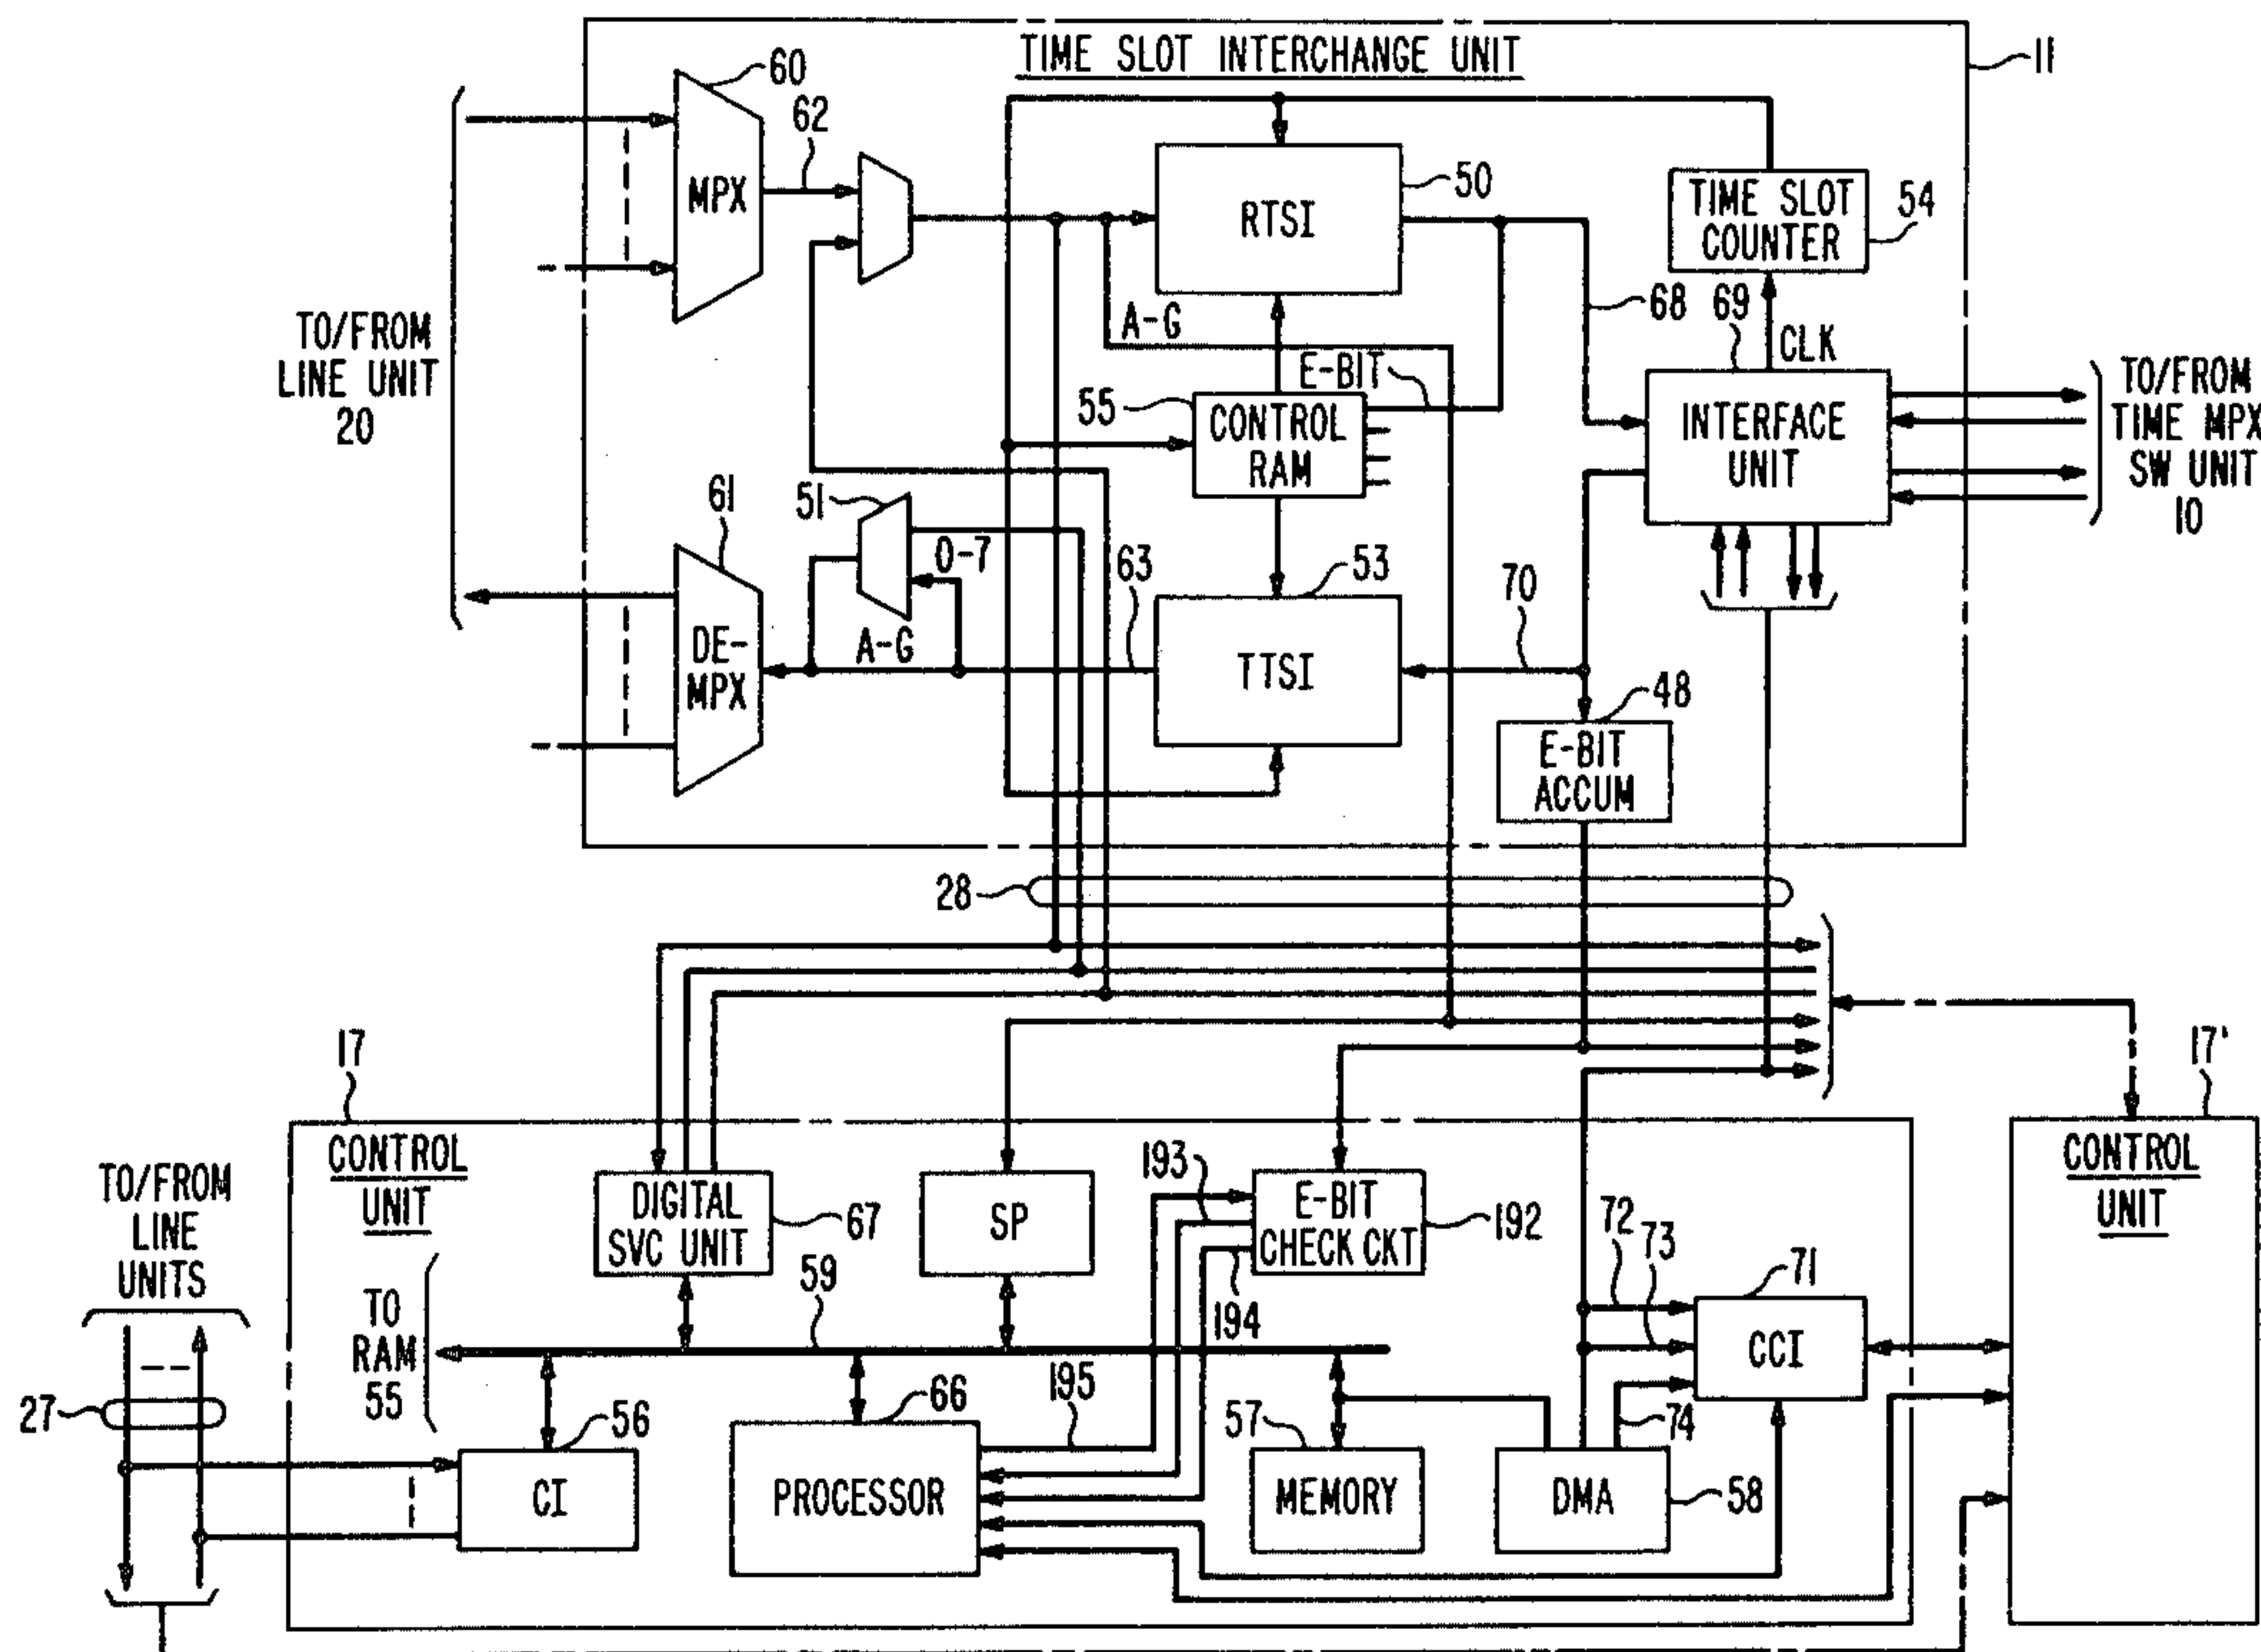 TIME SLOT INTERCHANGE UNIT
11
60
62
MPX
RTSI
50
TIME SLOT
COUNTER
54
TO/FROM
LINE UNIT
20
A-G
E-BIT
68
69
CLK
55
CONTROL
RAM
INTERFACE
UNIT
TO/FROM
TIME MPX
SW UNIT
10
61
51
0-7
63
53
70
DE-
MPX
A-G
TTSI
48
E-BIT
ACCUM
28
17
17'
CONTROL
UNIT
TO/FROM
LINE
UNITS
DIGITAL
SVC UNIT
67
SP
193
E-BIT
CHECK CKT
192
194
72
73
71
CCI
CONTROL
UNIT
TO
RAM
55
59
27
56
CI
66
PROCESSOR
195
57
MEMORY
74
DMA
58